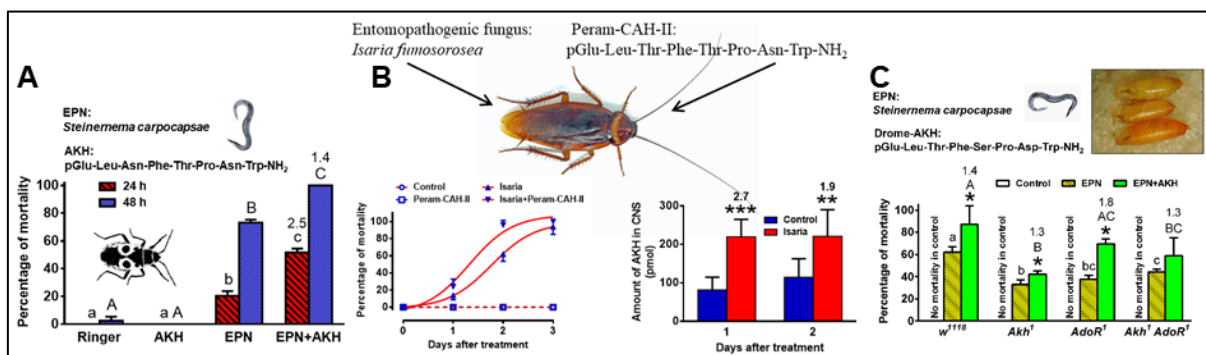 A
EPN:
Steinernema carpocapsae
AKH:
pGlu-Leu-Asn-Phe-Thr-Pro-Asn-Trp-NH2
Percentage of mortality
100
80
60
40
20
0
24 h
48 h
a A
a A
b
B
2.5
c
1.4
C
Ringer AKH EPN EPN+AKH
B
Entomopathogenic fungus:
Isaria fumosorosea
Peram-CAH-II:
pGlu-Leu-Thr-Phe-Thr-Pro-Asn-Trp-NH2
Control
Peram-CAH-II
Isaria
Isaria+Peram-CAH-II
Percentage of mortality
100
80
60
40
20
0
0 1 2 3
Days after treatment
Amount of AKH in CNS
(pmol)
300
200
100
0
2.7
***
1.9
**
Control
Isaria
1 2
Days after treatment
C
EPN:
Steinernema carpocapsae
Drome-AKH:
pGlu-Leu-Thr-Phe-Ser-Pro-Asp-Trp-NH2
Control
EPN
EPN+AKH
Percentage of mortality
100
80
60
40
20
0
No mortality in control
a
1.4
A
*
No mortality in control
b
1.3
B
*
No mortality in control
bc
1.8
AC
*
No mortality in control
c
1.3
BC
w1118 Akh1 AdoR1 Akh1 AdoR1